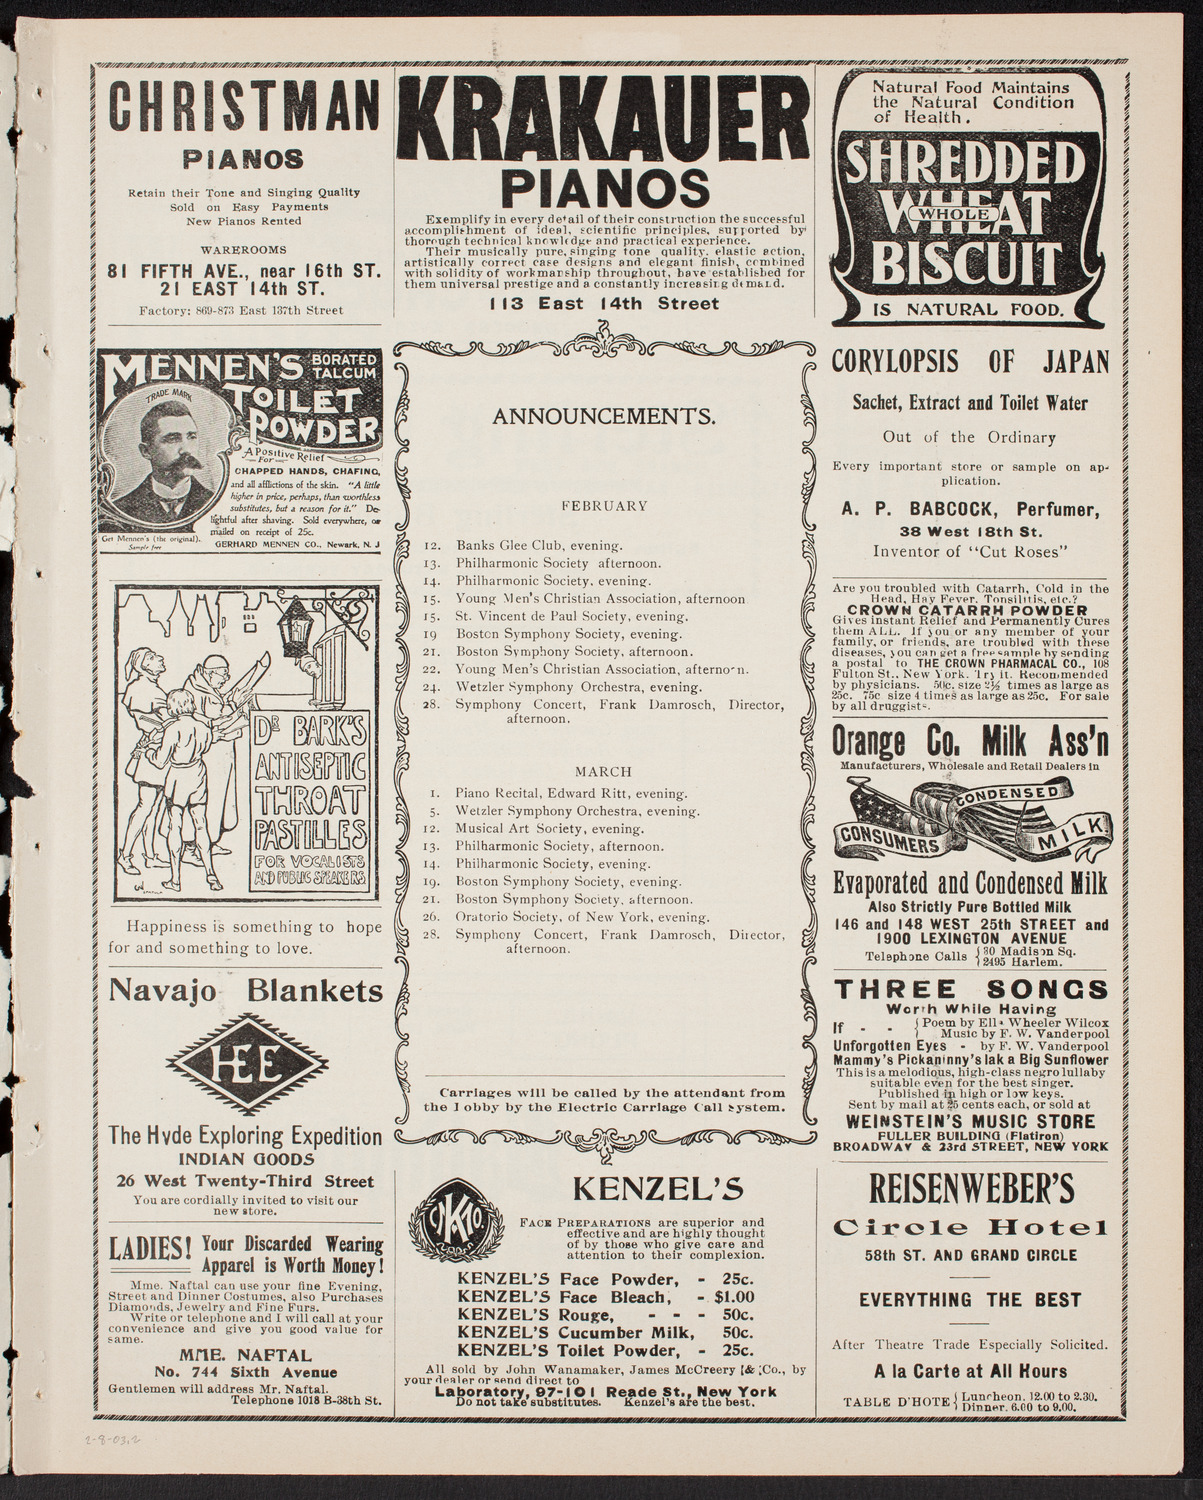 CHRISTMAN
PIANOS
Retain their Tone and Singing Quality
Sold on Easy Payments
New Pianos Rented
WAREROOMS
81 FIFTH AVE., near 16th ST.
21 EAST 14th ST.
Factory: 869-873 East 137th Street
KRAKAUER
PIANOS
Exemplify in every detail of their construction the successful
accomplishment of ideal, scientific principles, supported by
thorough technical knowledge and practical experience.
Their musically pure, singing tone quality, elastic action,
artistically correct case designs and elegant finish, combined
with solidity of workmanship throughout, have established for
them universal prestige and a constantly increasing demand.
113 East 14th Street
Natural Food Maintains
the Natural Condition
of Health.
SHREDDED
WHEAT
WHOLE
BISCUIT
IS NATURAL FOOD.
MENNEN'S BORATED
TALCUM
TOILET
POWDER
TRADE MARK
A Positive Relief
For
CHAPPED HANDS, CHAFING,
and all afflictions of the skin. "A little
higher in price, perhaps, than worthless
substitutes, but a reason for it." De-
lightful after shaving. Sold everywhere, or
mailed on receipt of 25c.
Get Mennen's (the original).
Sample free
GERHARD MENNEN CO., Newark, N. J
DR BARK'S
ANTISEPTIC
THROAT
PASTILLES
FOR VOCALISTS
AND PUBLIC SPEAKERS
Happiness is something to hope
for and something to love.
Navajo Blankets
HEE
The Hyde Exploring Expedition
INDIAN GOODS
26 West Twenty-Third Street
You are cordially invited to visit our
new store.
LADIES! Your Discarded Wearing
Apparel is Worth Money!
Mme. Naftal can use your fine Evening,
Street and Dinner Costumes, also Purchases
Diamonds, Jewelry and Fine Furs.
Write or telephone and I will call at your
convenience and give you good value for
same.
MME. NAFTAL
No. 744 Sixth Avenue
Gentlemen will address Mr. Naftal.
Telephone 1018 B-38th St.
ANNOUNCEMENTS.
FEBRUARY
12. Banks Glee Club, evening.
13. Philharmonic Society afternoon.
14. Philharmonic Society, evening.
15. Young Men's Christian Association, afternoon
15. St. Vincent de Paul Society, evening.
19 Boston Symphony Society, evening.
21. Boston Symphony Society, afternoon.
22. Young Men's Christian Association, afternoon.
24. Wetzler Symphony Orchestra, evening.
28. Symphony Concert, Frank Damrosch, Director,
afternoon.
MARCH
1. Piano Recital, Edward Ritt, evening.
5. Wetzler Symphony Orchestra, evening.
12. Musical Art Society, evening.
13. Philharmonic Society, afternoon.
14. Philharmonic Society, evening.
19. Boston Symphony Society, evening.
21. Boston Symphony Society, afternoon.
26. Oratorio Society, of New York, evening.
28. Symphony Concert, Frank Damrosch, Director,
afternoon.
Carriages will be called by the attendant from
the Lobby by the Electric Carriage Call System.
KENZEL'S
FACE PREPARATIONS are superior and
effective and are highly thought
of by those who give care and
attention to their complexion.
KENZEL'S Face Powder, - 25c.
KENZEL'S Face Bleach, - $1.00
KENZEL'S Rouge, - - - 50c.
KENZEL'S Cucumber Milk, 50c.
KENZEL'S Toilet Powder, - 25c.
All sold by John Wanamaker, James McCreery & Co., by
your dealer or send direct to
Laboratory, 97-101 Reade St., New York
Do not take substitutes. Kenzel's are the best.
CORYLOPSIS OF JAPAN
Sachet, Extract and Toilet Water
Out of the Ordinary
Every important store or sample on ap-
plication.
A. P. BABCOCK, Perfumer,
38 West 18th St.
Inventor of "Cut Roses"
Are you troubled with Catarrh, Cold in the
Head, Hay Fever, Tonsilitis, etc.?
CROWN CATARRH POWDER
Gives Instant Relief and Permanently Cures
them ALL. If you or any member of your
family, or friends, are troubled with these
diseases, you can get a free sample by sending
a postal to THE CROWN PHARMACAL CO., 108
Fulton St., New York. Try it. Recommended
by physicians. 50c. size 2½ times as large as
25c. 75c size 4 times as large as 25c. For sale
by all druggists.
Orange Co. Milk Ass'n
Manufacturers, Wholesale and Retail Dealers in
CONSUMERS CONDENSED MILK
Evaporated and Condensed Milk
Also Strictly Pure Bottled Milk
146 and 148 WEST 25th STREET and
1900 LEXINGTON AVENUE
Telephone Calls { 30 Madison Sq.
2495 Harlem.
THREE SONGS
Worth While Having
If - - { Poem by Ella Wheeler Wilcox
Music by F. W. Vanderpool
Unforgotten Eyes - by F. W. Vanderpool
Mammy's Pickaninny's lak a Big Sunflower
This is a melodious, high-class negro lullaby
suitable even for the best singer.
Published in high or low keys.
Sent by mail at 25 cents each, or sold at
WEINSTEIN'S MUSIC STORE
FULLER BUILDING (Flatiron)
BROADWAY & 23rd STREET, NEW YORK
REISENWEBER'S
Circle Hotel
58th ST. AND GRAND CIRCLE
EVERYTHING THE BEST
After Theatre Trade Especially Solicited.
A la Carte at All Hours
TABLE D'HOTE { Luncheon, 12.00 to 2.30.
Dinner, 6.00 to 9.00.
2-8-03.2